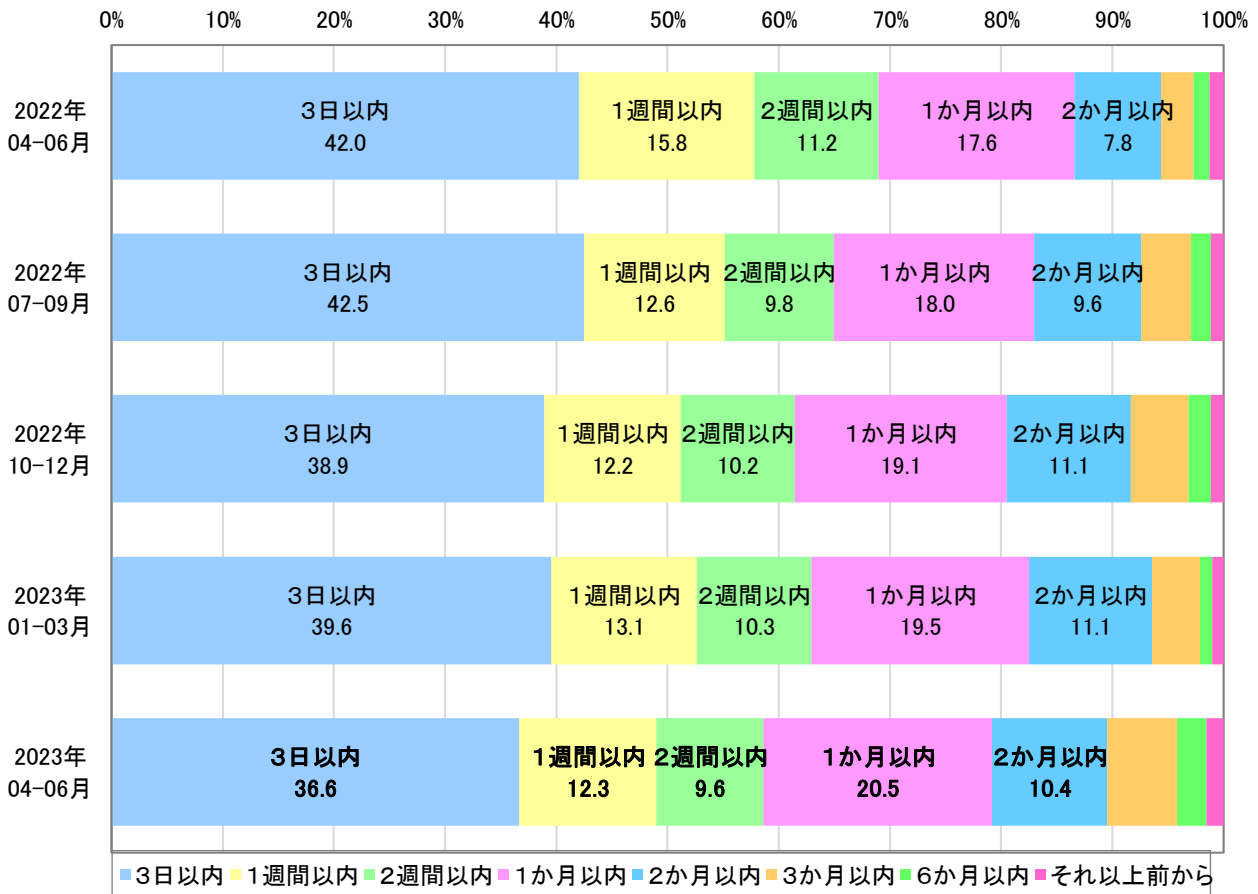 0% 10% 20% 30% 40% 50% 60% 70% 80% 90% 100%
2022年
04-06月
3日以内 1週間以内 2週間以内 1か月以内 2か月以内
42.0 15.8 11.2 17.6 7.8
2022年
07-09月
3日以内 1週間以内 2週間以内 1か月以内 2か月以内
42.5 12.6 9.8 18.0 9.6
2022年
10-12月
3日以内 1週間以内 2週間以内 1か月以内 2か月以内
38.9 12.2 10.2 19.1 11.1
2023年
01-03月
3日以内 1週間以内 2週間以内 1か月以内 2か月以内
39.6 13.1 10.3 19.5 11.1
2023年
04-06月
3日以内 1週間以内 2週間以内 1か月以内 2か月以内
36.6 12.3 9.6 20.5 10.4
3日以内 1週間以内 2週間以内 1か月以内 2か月以内 3か月以内 6か月以内 それ以上前から